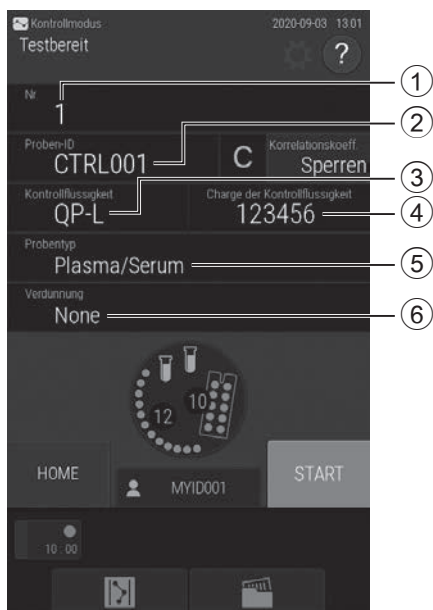 Kontrollmodus 2020-09-03 13:01
Testbereit ?
Nr
1 ①
Proben-ID Korrelationskoeff.
CTRL001 C Sperren ②
Kontrollflüssigkeit Charge der Kontrollflüssigkeit ③
QP-L 123456 ④
Probentyp
Plasma/Serum ⑤
Verdünnung
None ⑥
12 10
HOME MYID001 START
10 : 00